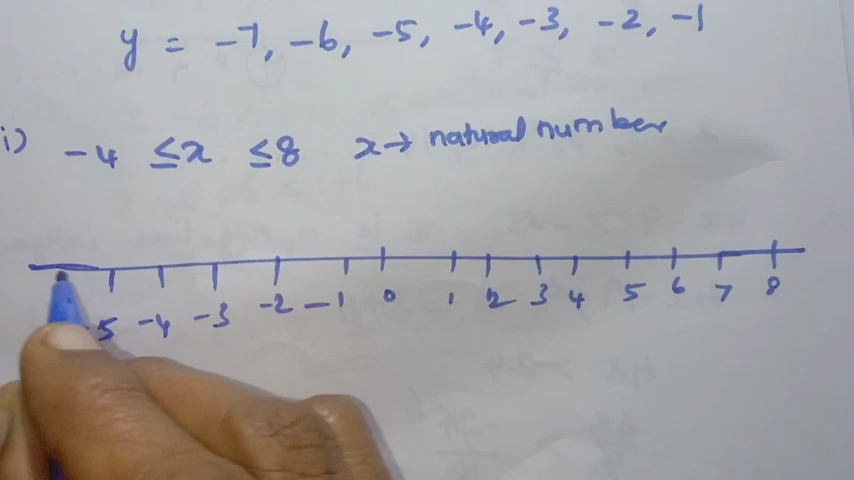 y = -7, -6, -5, -4, -3, -2, -1
i) -4 ≤ x ≤ 8 x → natural number
-5 -4 -3 -2 -1 0 1 2 3 4 5 6 7 8